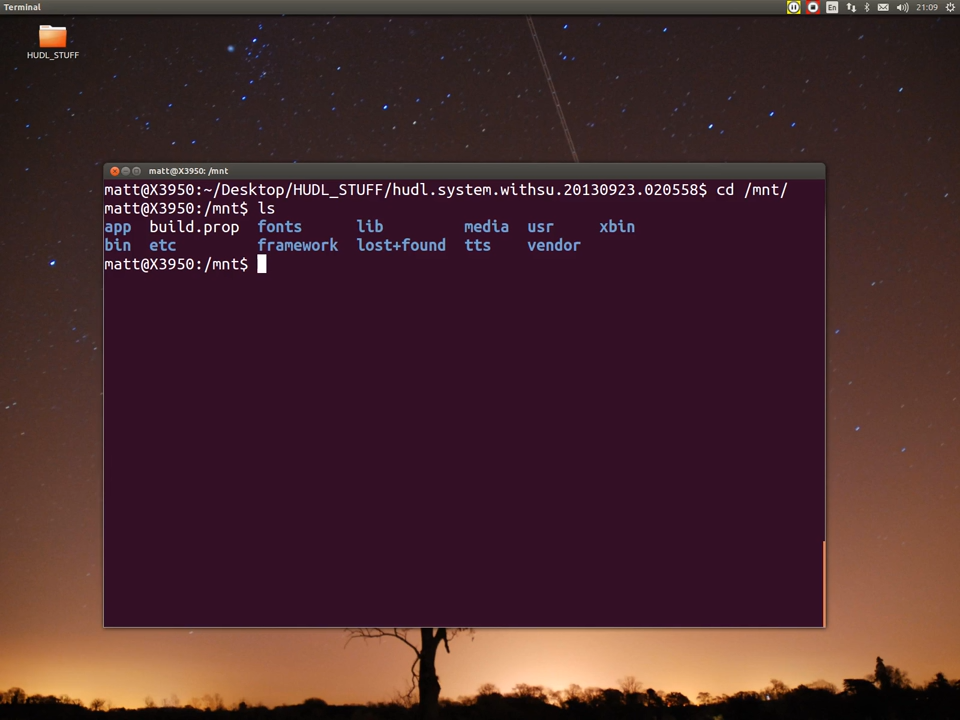 Terminal
En
21:09
HUDL_STUFF
matt@X3950: /mnt
matt@X3950:~/Desktop/HUDL_STUFF/hudl.system.withsu.20130923.020558$ cd /mnt/
matt@X3950:/mnt$ ls
app build.prop fonts lib media usr xbin
bin etc framework lost+found tts vendor
matt@X3950:/mnt$